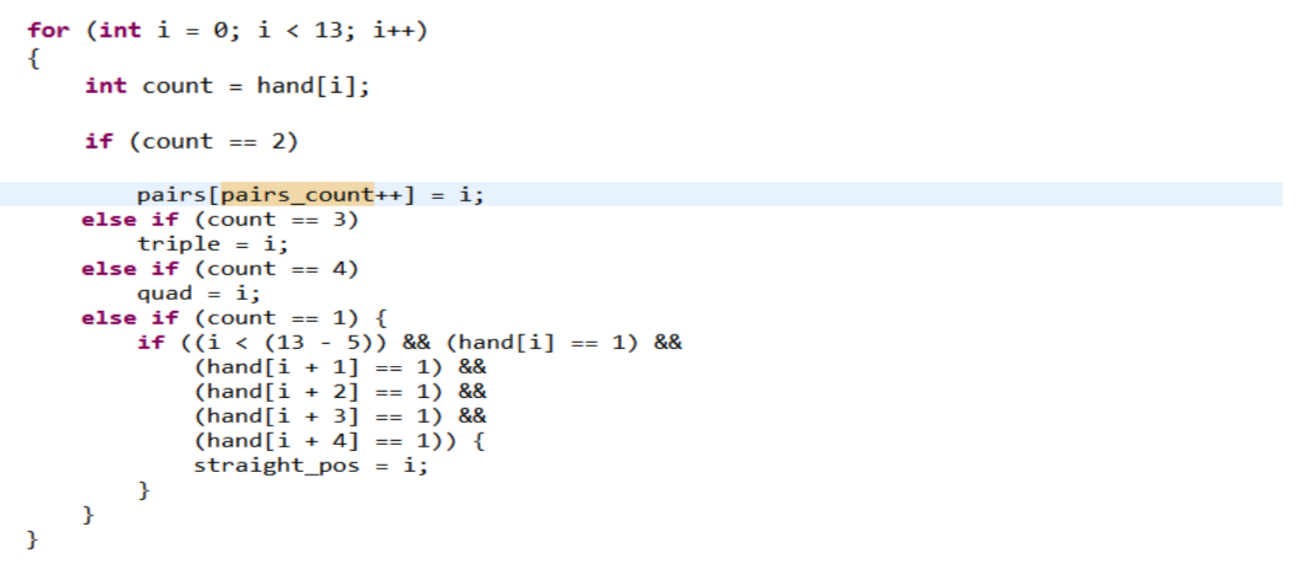 for (int i = 0; i < 13; i++)
{
    int count = hand[i];

    if (count == 2)

        pairs[pairs_count++] = i;
    else if (count == 3)
        triple = i;
    else if (count == 4)
        quad = i;
    else if (count == 1) {
        if ((i < (13 - 5)) && (hand[i] == 1) &&
            (hand[i + 1] == 1) &&
            (hand[i + 2] == 1) &&
            (hand[i + 3] == 1) &&
            (hand[i + 4] == 1)) {
            straight_pos = i;
        }
    }
}